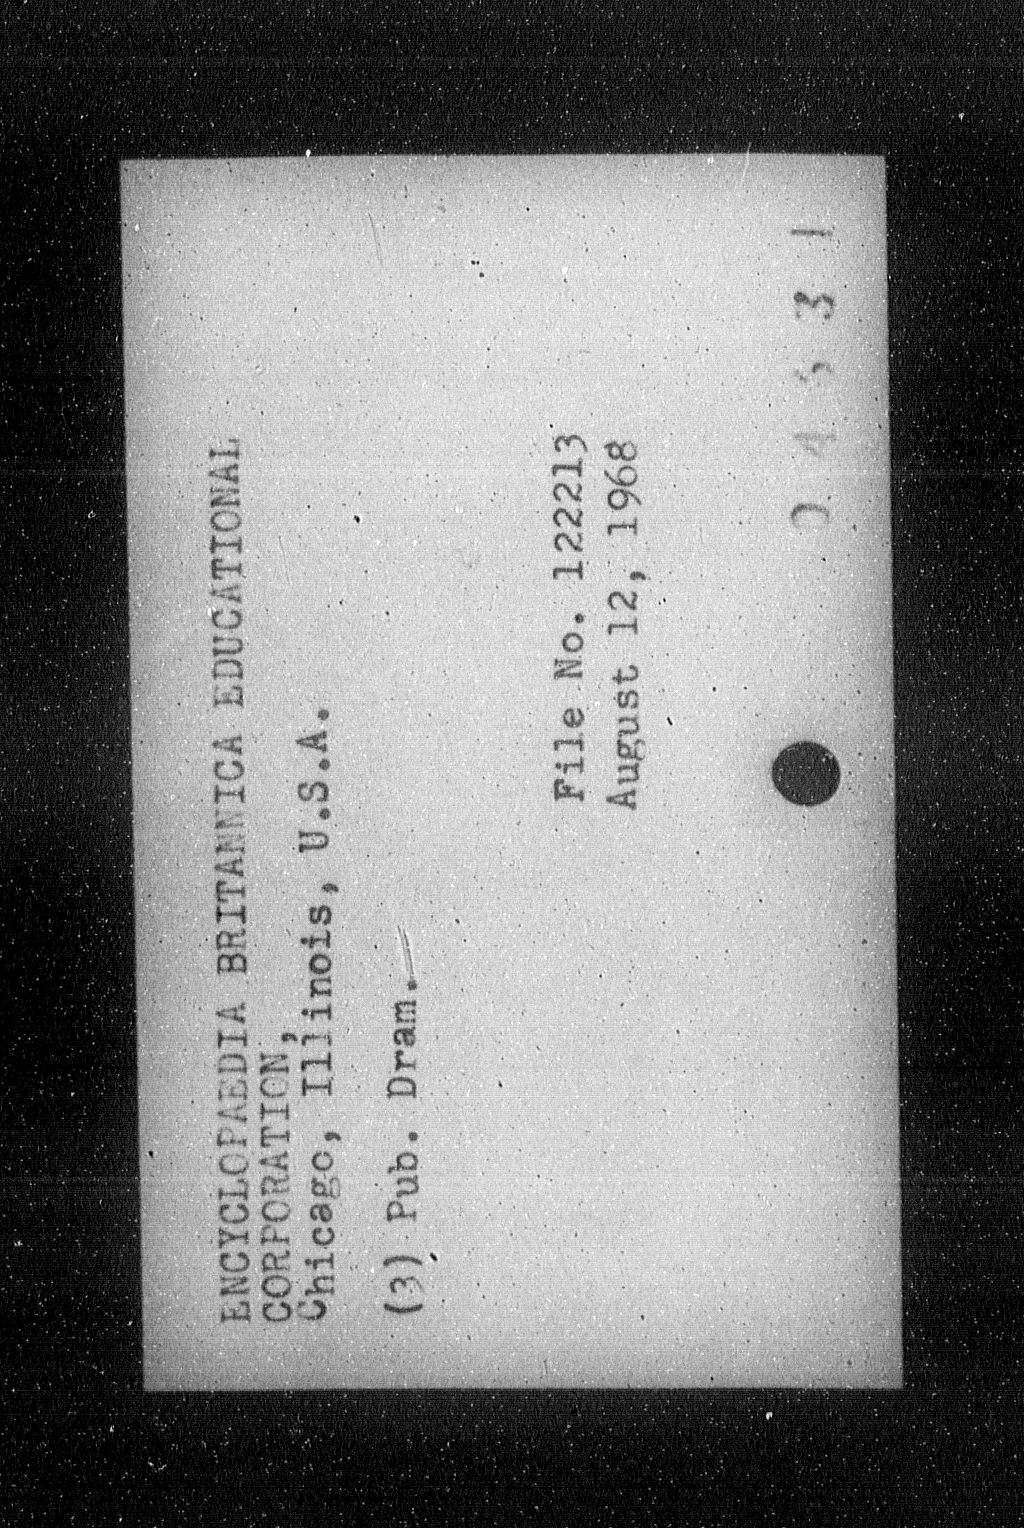 ENCYCLOPAEDIA BRITANNICA EDUCATIONAL
CORPORATION,
Chicago, Illinois, U.S.A.
(3) Pub. Dram.
File No. 122213
August 12, 1968